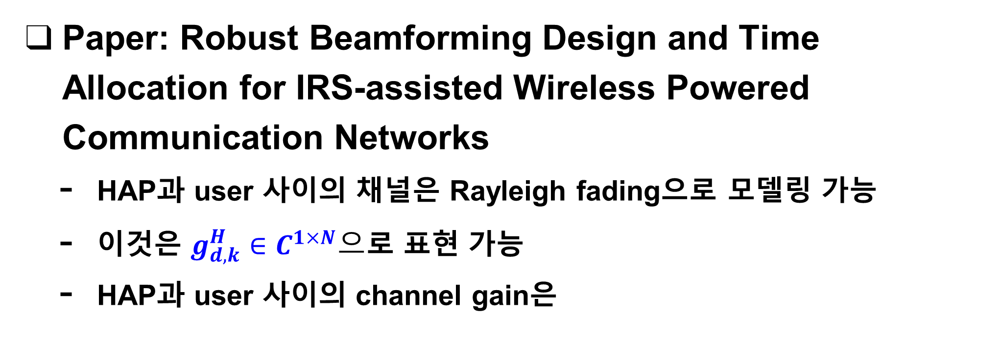 ❑ Paper: Robust Beamforming Design and Time
Allocation for IRS-assisted Wireless Powered
Communication Networks
- HAP과 user 사이의 채널은 Rayleigh fading으로 모델링 가능
- 이것은 $g_{d,k}^{H} \in C^{1 \times N}$으로 표현 가능
- HAP과 user 사이의 channel gain은